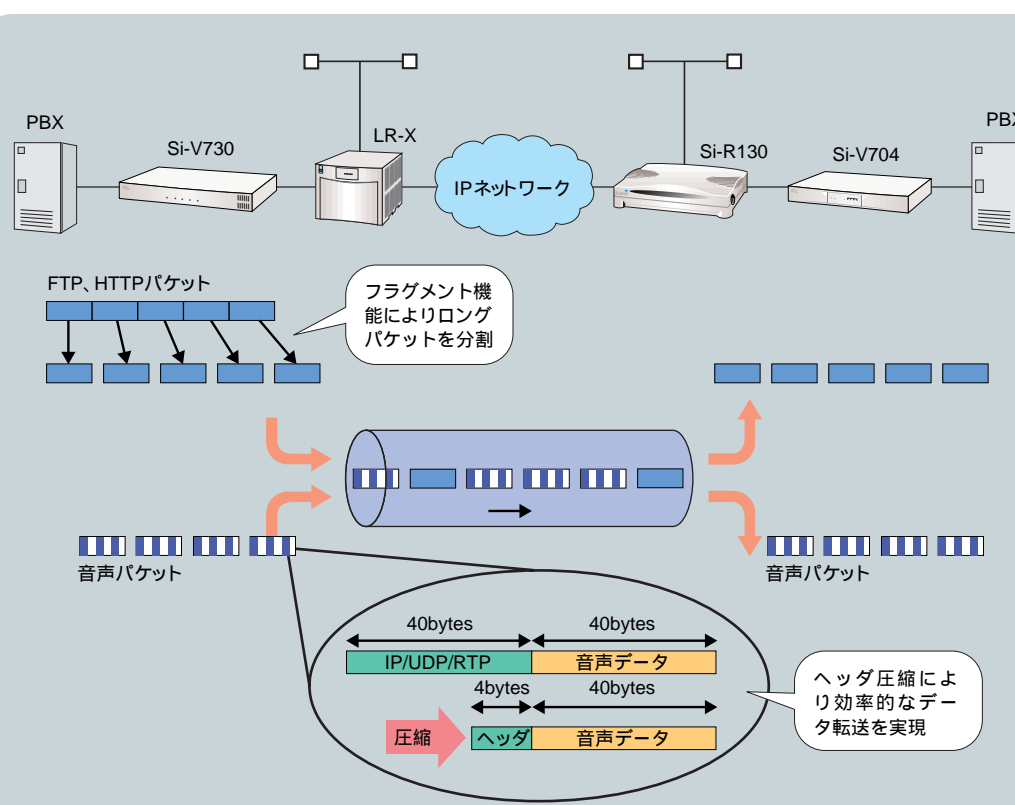 PBX
Si-V730
LR-X
IPネットワーク
Si-R130
Si-V704
PBX
FTP、HTTPパケット
フラグメント機
能によりロング
パケットを分割
音声パケット
音声パケット
40bytes 40bytes
IP/UDP/RTP 音声データ
4bytes 40bytes
圧縮 ヘッダ 音声データ
ヘッダ圧縮によ
り効率的なデー
タ転送を実現